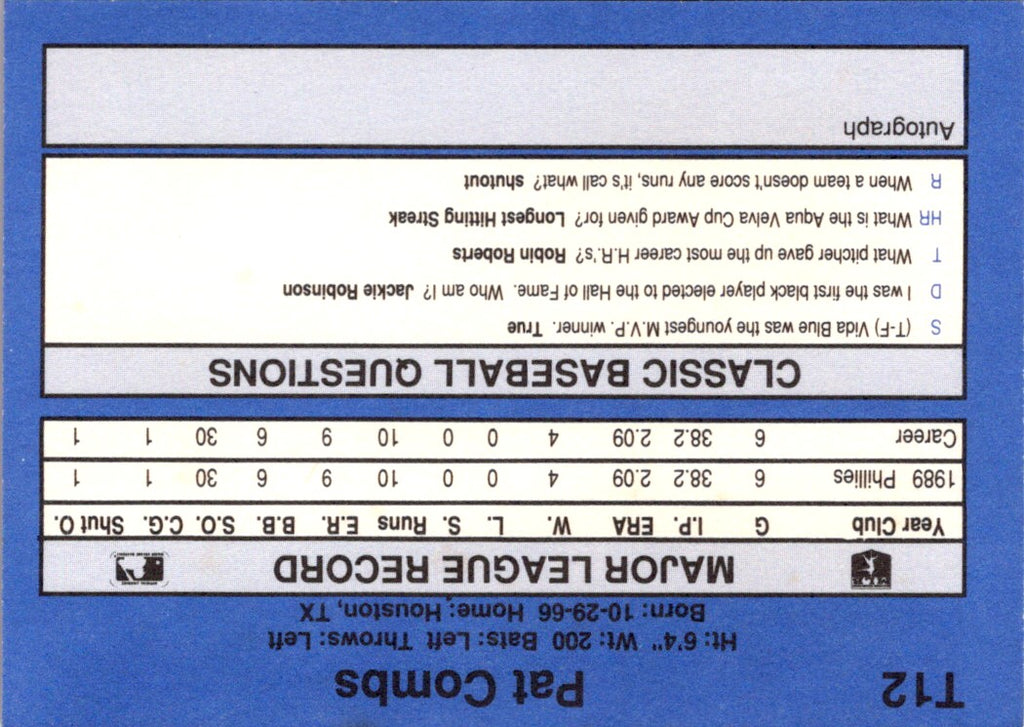 T12
Pat Combs
Ht: 6'4" Wt: 200 Bats: Left Throws: Left
Born: 10-29-66 Home: Houston, TX
MAJOR LEAGUE RECORD
Year Club G I.P. ERA W. L. S. Runs E.R. B.B. S.O. C.G. Shut O.
1989 Phillies 6 38.2 2.09 4 0 0 10 9 6 30 1 1
Career 6 38.2 2.09 4 0 0 10 9 6 30 1 1
CLASSIC BASEBALL QUESTIONS
S (T-F) Vida Blue was the youngest M.V.P. winner. True
D I was the first black player elected to the Hall of Fame. Who am I? Jackie Robinson
T What pitcher gave up the most career H.R.'s? Robin Roberts
HR What is the Aqua Velva Cup Award given for? Longest Hitting Streak
R When a team doesn't score any runs, it's call what? shutout
Autograph